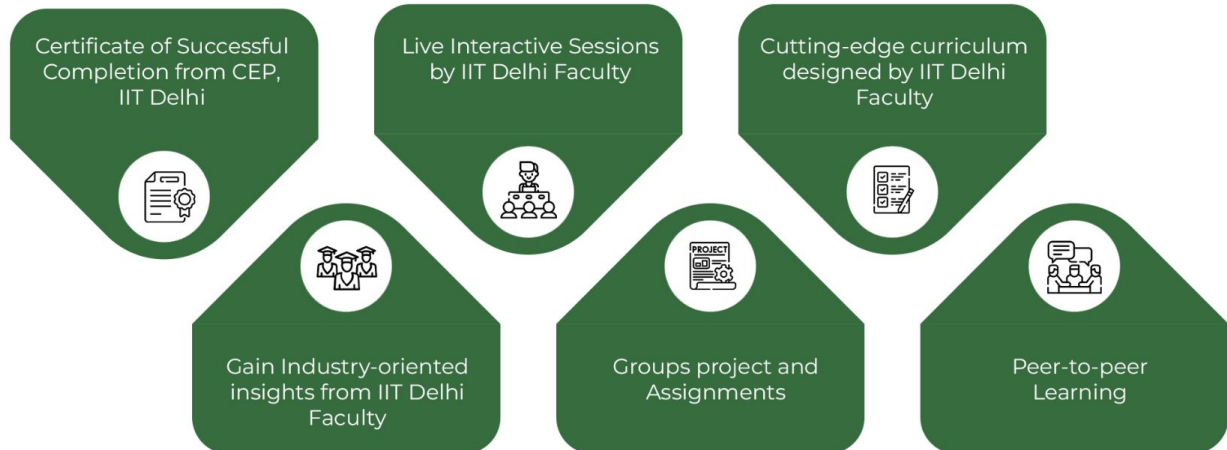 Certificate of Successful
Completion from CEP,
IIT Delhi
Live Interactive Sessions
by IIT Delhi Faculty
Cutting-edge curriculum
designed by IIT Delhi
Faculty
PROJECT
Gain Industry-oriented
insights from IIT Delhi
Faculty
Groups project and
Assignments
Peer-to-peer
Learning